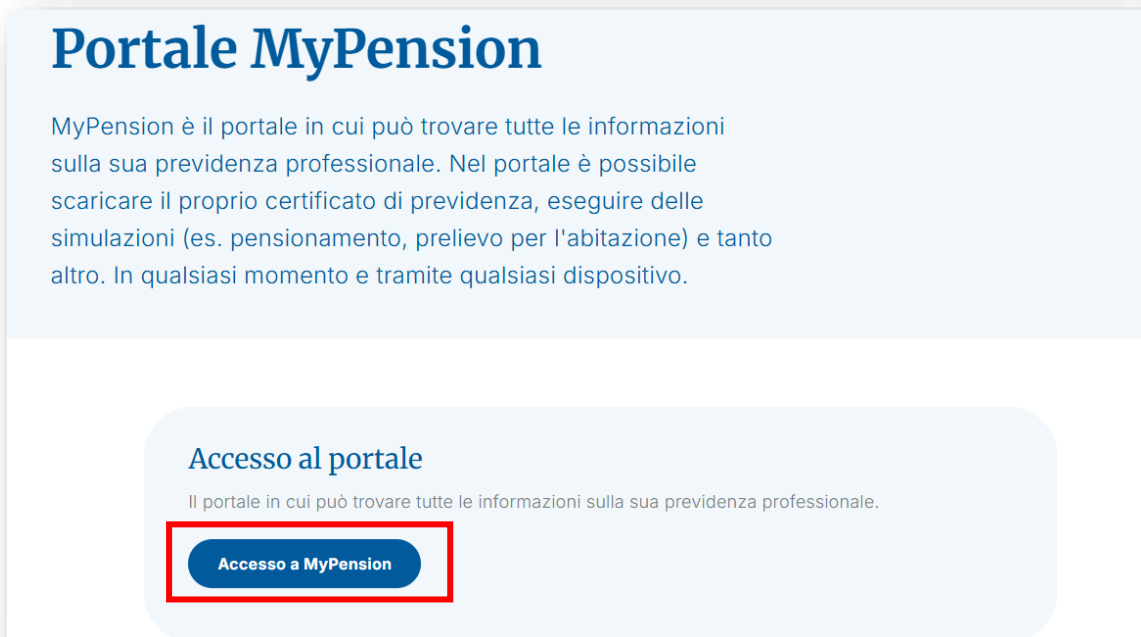 Portale MyPension
MyPension è il portale in cui può trovare tutte le informazioni
sulla sua previdenza professionale. Nel portale è possibile
scaricare il proprio certificato di previdenza, eseguire delle
simulazioni (es. pensionamento, prelievo per l'abitazione) e tanto
altro. In qualsiasi momento e tramite qualsiasi dispositivo.
Accesso al portale
Il portale in cui può trovare tutte le informazioni sulla sua previdenza professionale.
Accesso a MyPension